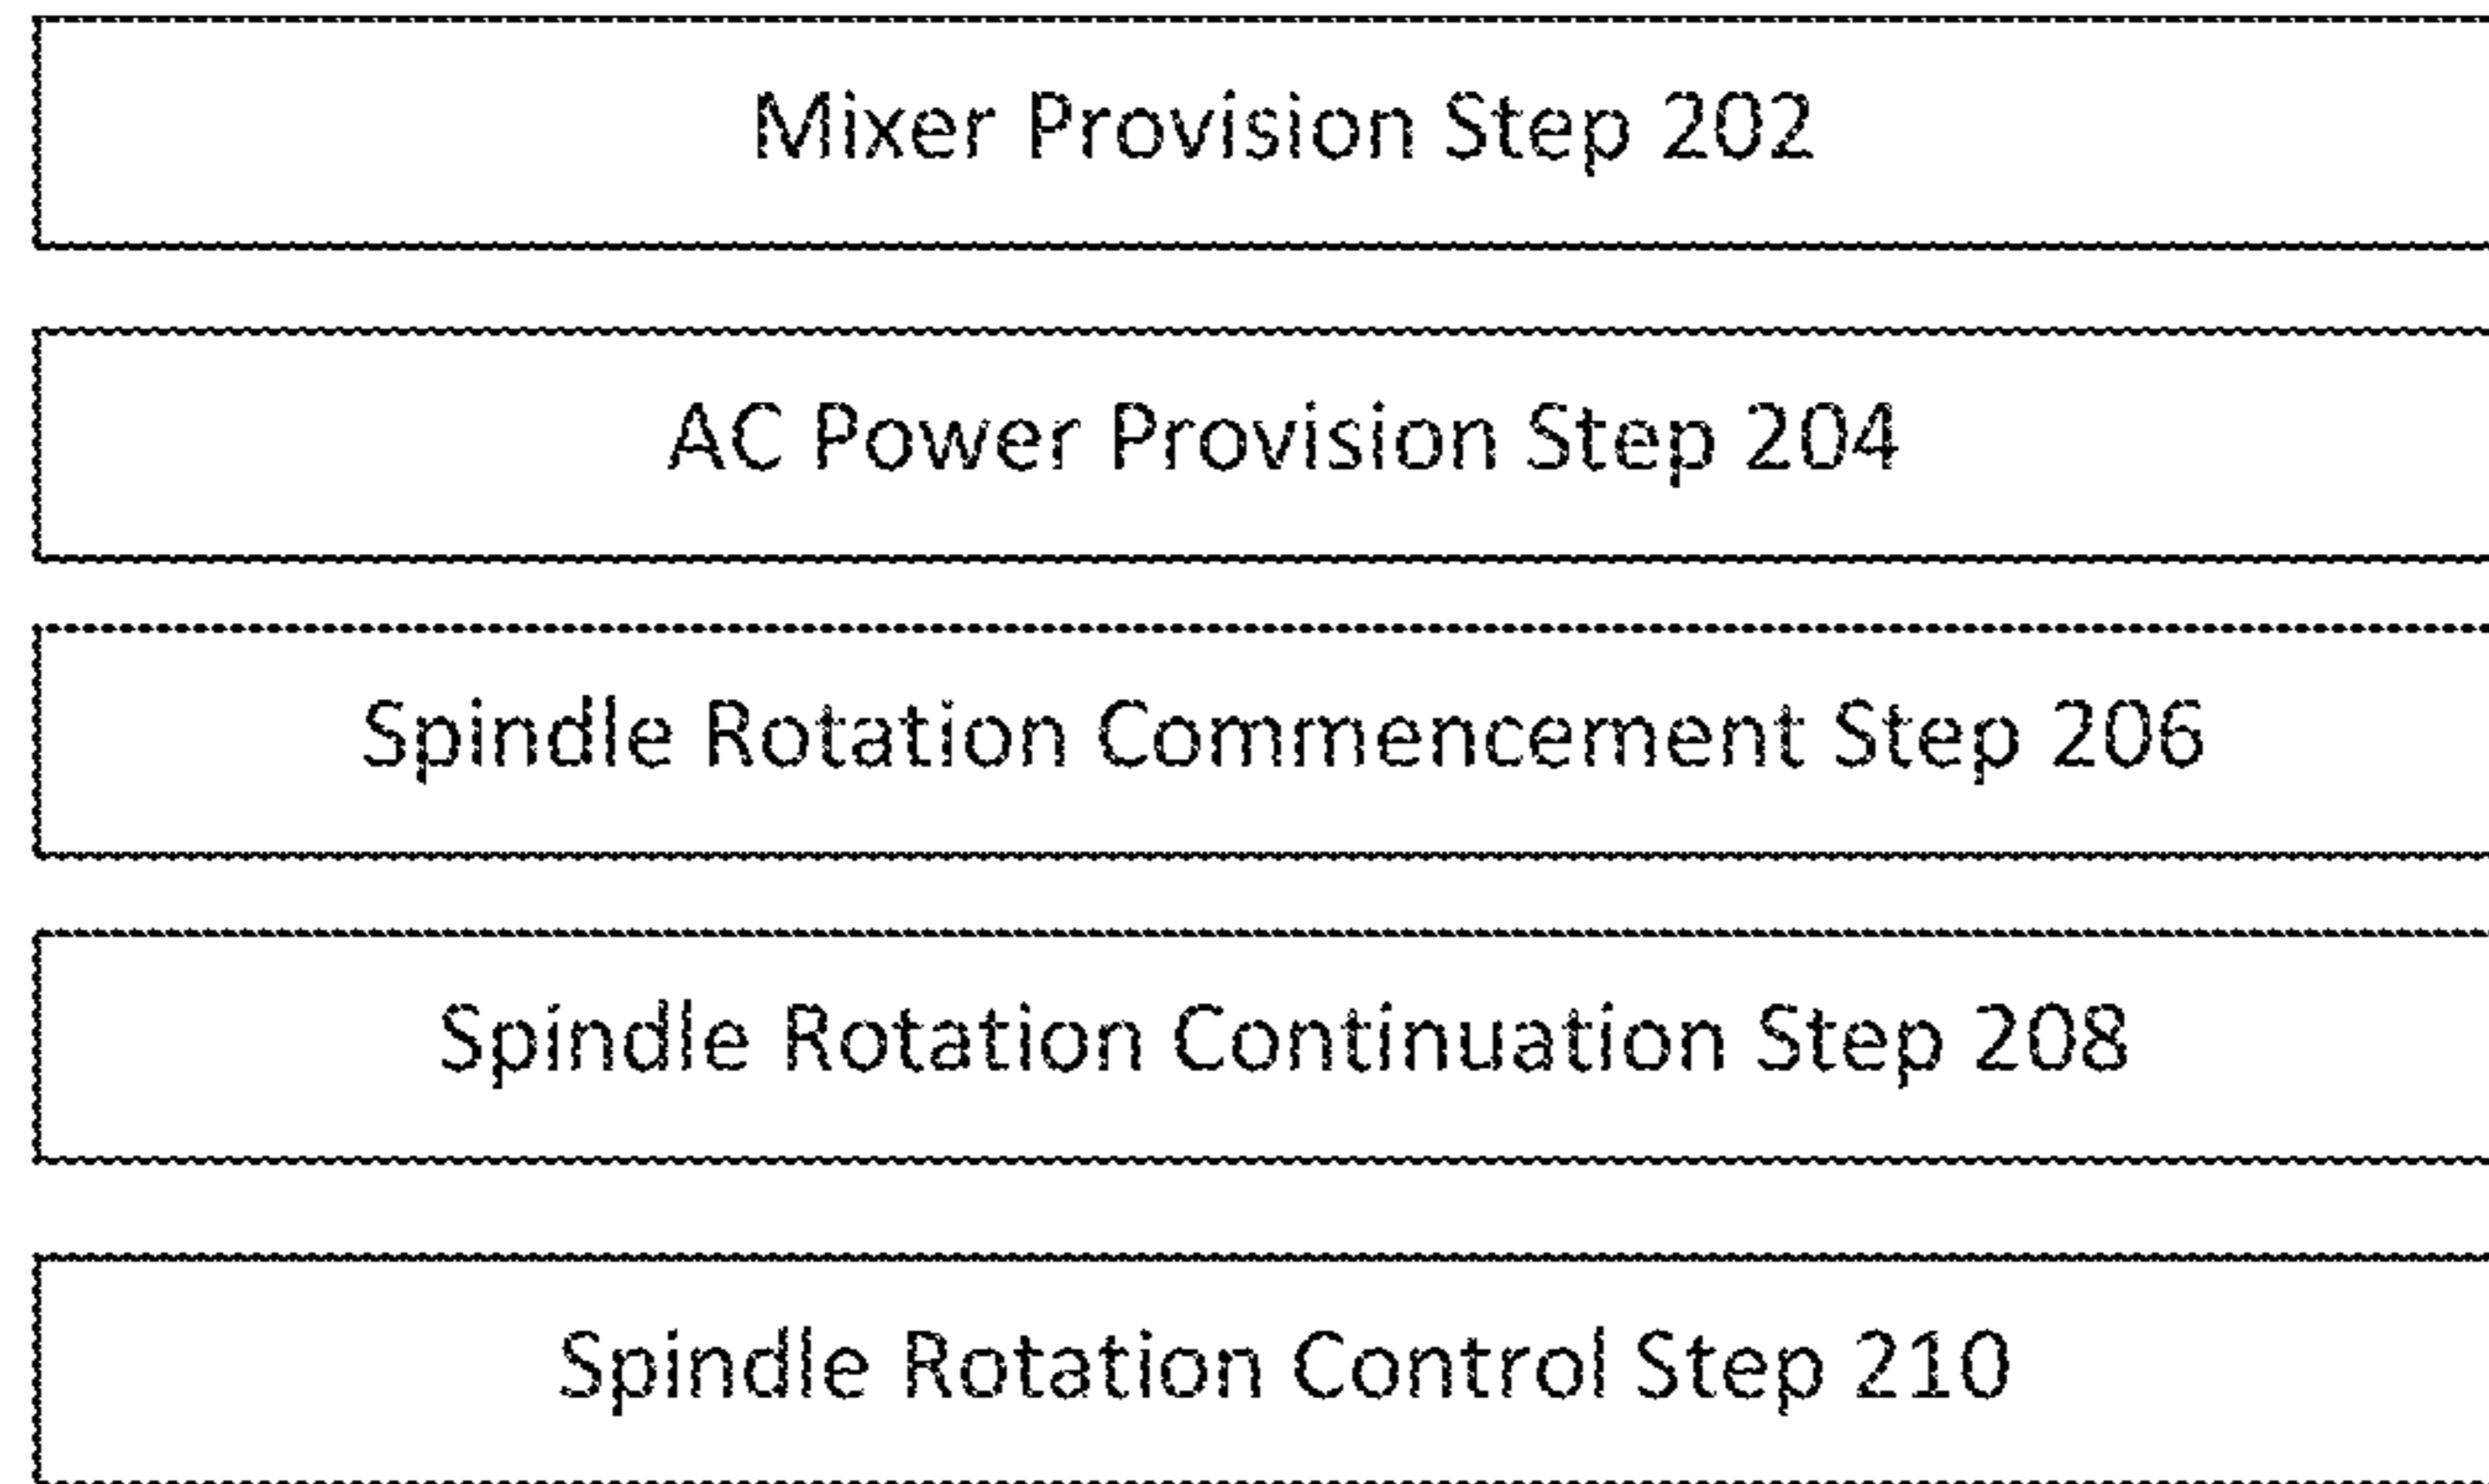 Mixer Provision Step 202
AC Power Provision Step 204
Spindle Rotation Commencement Step 206
Spindle Rotation Continuation Step 208
Spindle Rotation Control Step 210